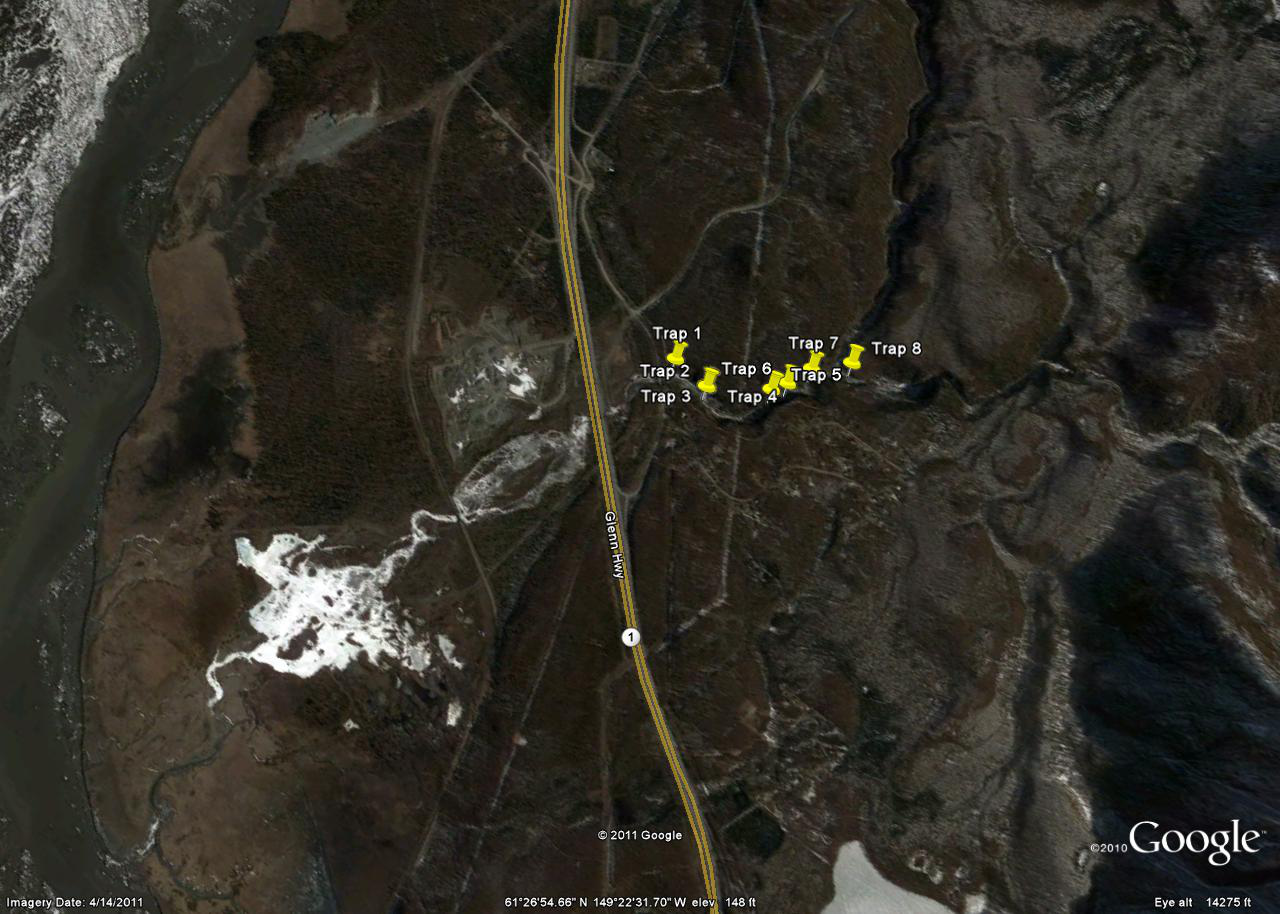 Trap 1
Trap 7
Trap 8
Trap 2
Trap 6
Trap 5
Trap 3
Trap 4
Glenn Hwy
1
© 2011 Google
©2010 Google™
Imagery Date: 4/14/2011
61°26'54.66" N 149°22'31.70" W elev 148 ft
Eye alt 14275 ft